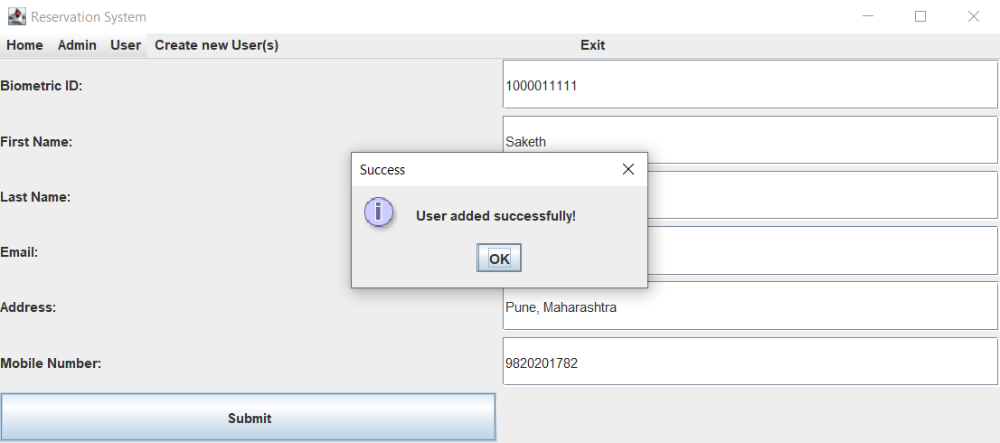 Reservation System
Home Admin User Create new User(s) Exit
Biometric ID: 1000011111
First Name: Saketh
Success
Last Name:
User added successfully!
Email:
OK
Address: Pune, Maharashtra
Mobile Number: 9820201782
Submit